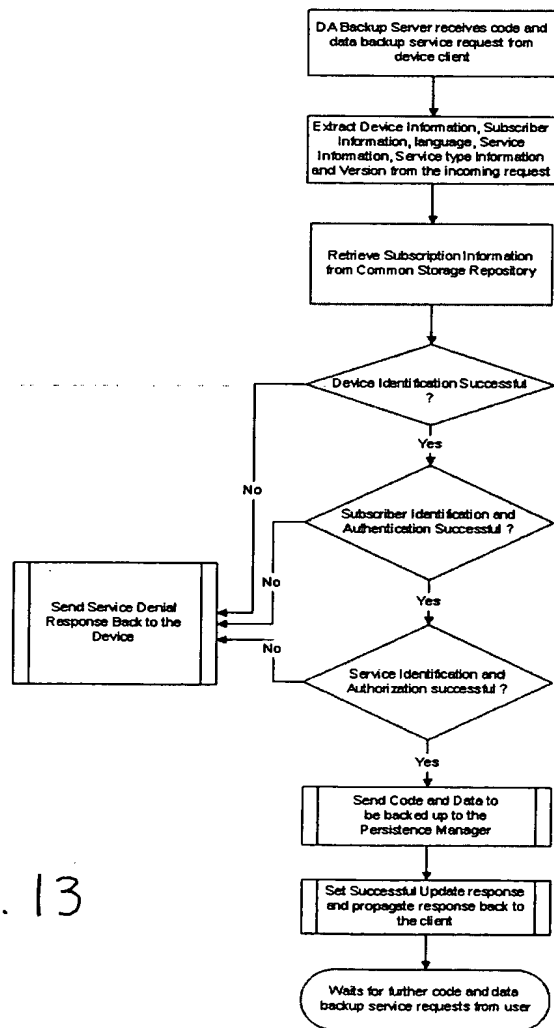 DA Backup Server receives code and
data backup service request from
device client
Extract Device Information, Subscriber
Information, language, Service
Information, Service type Information
and Version from the incoming request
Retrieve Subscription Information
from Common Storage Repository
Device Identification Successful
?
Yes
No
Subscriber Identification and
Authentication Successful ?
No
Yes
Send Service Denial
Response Back to the
Device
No
Service Identification and
Authorization successful ?
Yes
Send Code and Data to
be backed up to the
Persistence Manager
Set Successful Update response
and propagate response back to
the client
. 13
Waits for further code and data
backup service requests from user